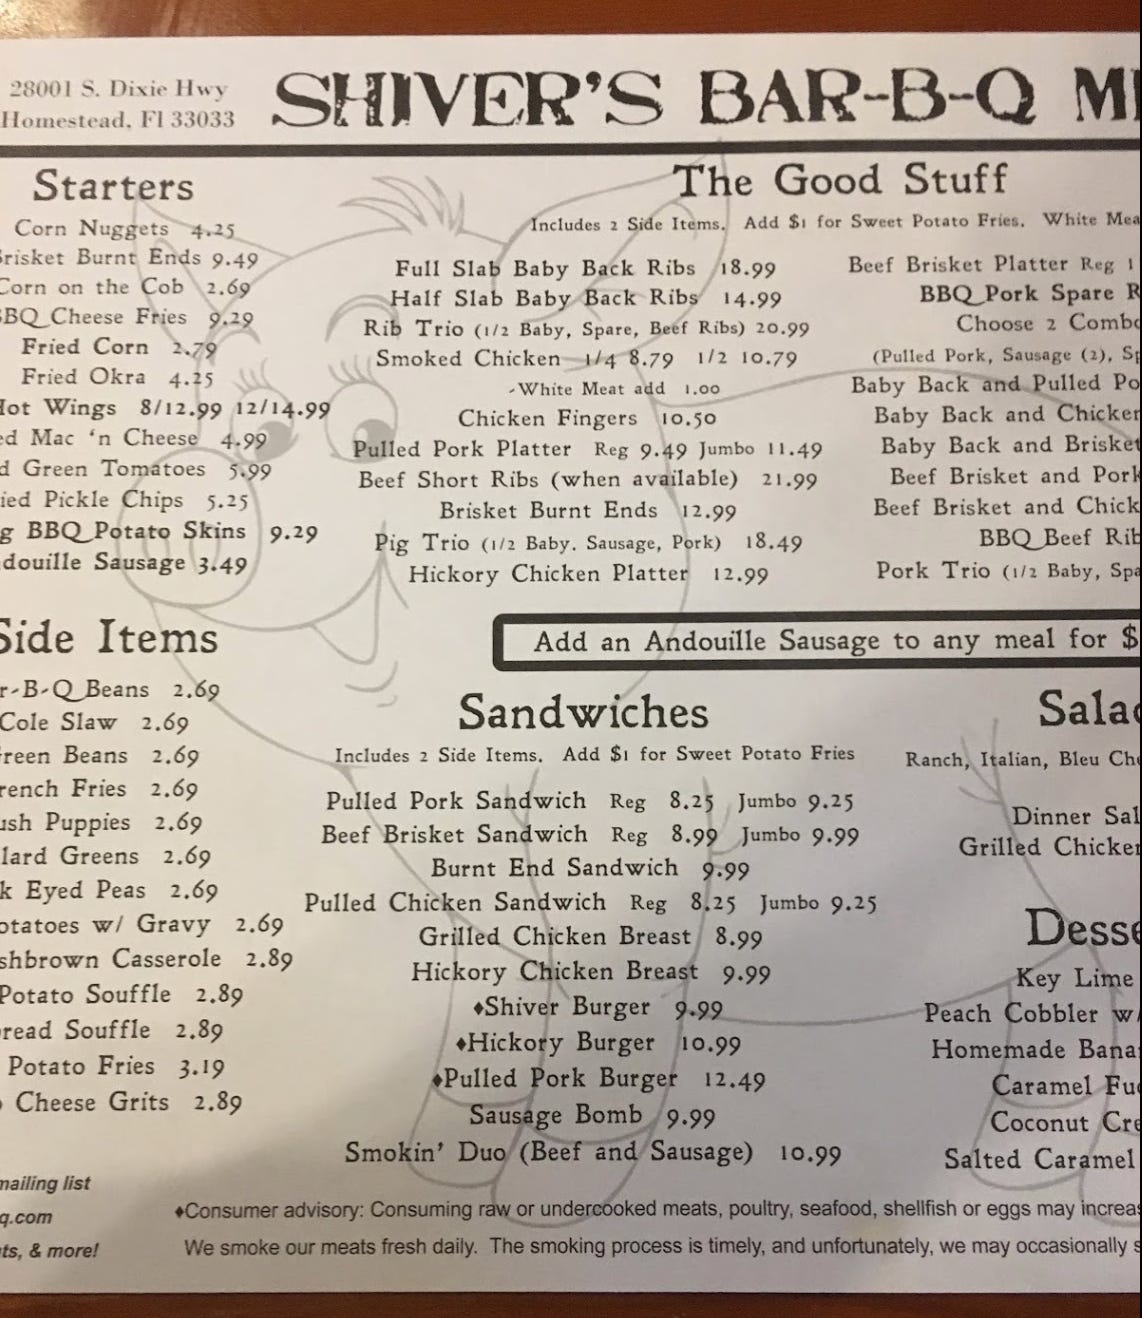 28001 S. Dixie Hwy
Homestead, Fl 33033
SHIVER'S BAR-B-Q
Starters
Corn Nuggets 4.25
Brisket Burnt Ends 9.49
Corn on the Cob 2.69
BBQ Cheese Fries 9.29
Fried Corn 2.79
Fried Okra 4.25
Hot Wings 8/12.99 12/14.99
Mac 'n Cheese 4.99
Green Tomatoes 5.99
Pickle Chips 5.25
BBQ Potato Skins 9.29
Sausage 3.49
Side Items
Beans 2.69
Cole Slaw 2.69
Green Beans 2.69
French Fries 2.69
Puppies 2.69
Greens 2.69
Eyed Peas 2.69
w/ Gravy 2.69
Casserole 2.89
Potato Souffle 2.89
Souffle 2.89
Potato Fries 3.19
Cheese Grits 2.89
mailing list
& more!
The Good Stuff
Includes 2 Side Items. Add $1 for Sweet Potato Fries. White
Full Slab Baby Back Ribs 18.99
Half Slab Baby Back Ribs 14.99
Rib Trio (1/2 Baby, Spare, Beef Ribs) 20.99
Smoked Chicken 1/4 8.79 1/2 10.79
-White Meat add 1.00
Chicken Fingers 10.50
Pulled Pork Platter Reg 9.49 Jumbo 11.49
Beef Short Ribs (when available) 21.99
Brisket Burnt Ends 12.99
Pig Trio (1/2 Baby. Sausage, Pork) 18.49
Hickory Chicken Platter 12.99
Beef Brisket Platter Reg
BBQ Pork Spare
Choose 2
(Pulled Pork, Sausage (2),
Baby Back and Pulled
Baby Back and Chicken
Baby Back and Brisket
Beef Brisket and Pork
Beef Brisket and
BBQ Beef
Pork Trio (1/2 Baby,
Add an Andouille Sausage to any meal for $
Sandwiches
Includes 2 Side Items. Add $1 for Sweet Potato Fries
Pulled Pork Sandwich Reg 8.25 Jumbo 9.25
Beef Brisket Sandwich Reg 8.99 Jumbo 9.99
Burnt End Sandwich 9.99
Pulled Chicken Sandwich Reg 8.25 Jumbo 9.25
Grilled Chicken Breast 8.99
Hickory Chicken Breast 9.99
♦Shiver Burger 9.99
♦Hickory Burger 10.99
♦Pulled Pork Burger 12.49
Sausage Bomb 9.99
Smokin' Duo (Beef and Sausage) 10.99
Ranch, Italian, Bleu
Dinner
Grilled Chicken
Key Lime
Peach Cobbler
Homemade
Caramel
Coconut
Salted Caramel
♦Consumer advisory: Consuming raw or undercooked meats, poultry, seafood, shellfish or eggs may
We smoke our meats fresh daily. The smoking process is timely, and unfortunately, we may occasionally